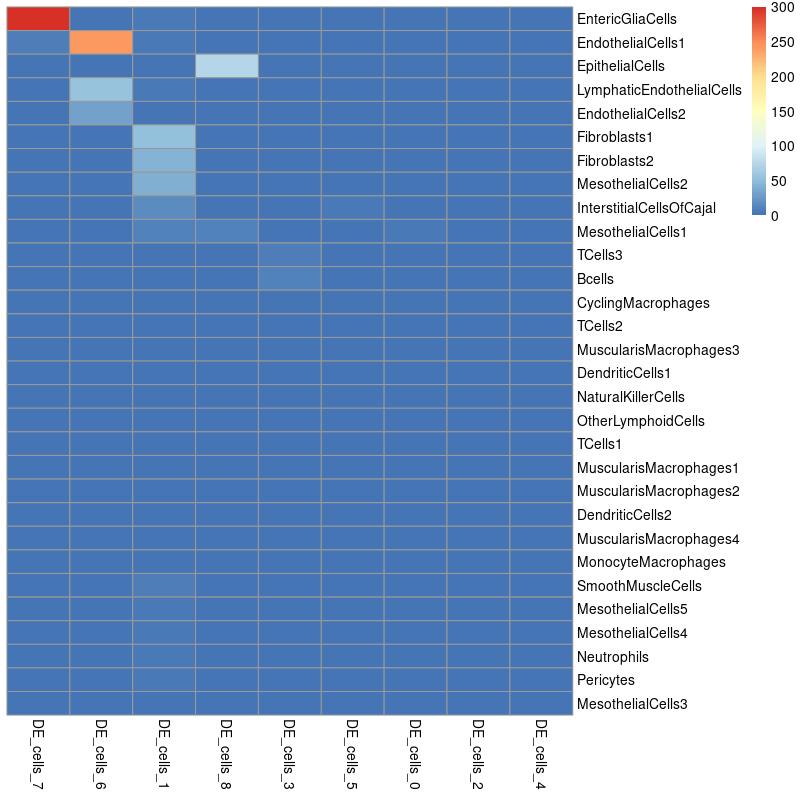 EntericGliaCells
EndothelialCells1
EpithelialCells
LymphaticEndothelialCells
EndothelialCells2
Fibroblasts1
Fibroblasts2
MesothelialCells2
InterstitialCellsOfCajal
MesothelialCells1
TCells3
Bcells
CyclingMacrophages
TCells2
MuscularisMacrophages3
DendriticCells1
NaturalKillerCells
OtherLymphoidCells
TCells1
MuscularisMacrophages1
MuscularisMacrophages2
DendriticCells2
MuscularisMacrophages4
MonocyteMacrophages
SmoothMuscleCells
MesothelialCells5
MesothelialCells4
Neutrophils
Pericytes
MesothelialCells3
300
250
200
150
100
50
0
DE_cells_7
DE_cells_6
DE_cells_1
DE_cells_8
DE_cells_3
DE_cells_5
DE_cells_0
DE_cells_2
DE_cells_4